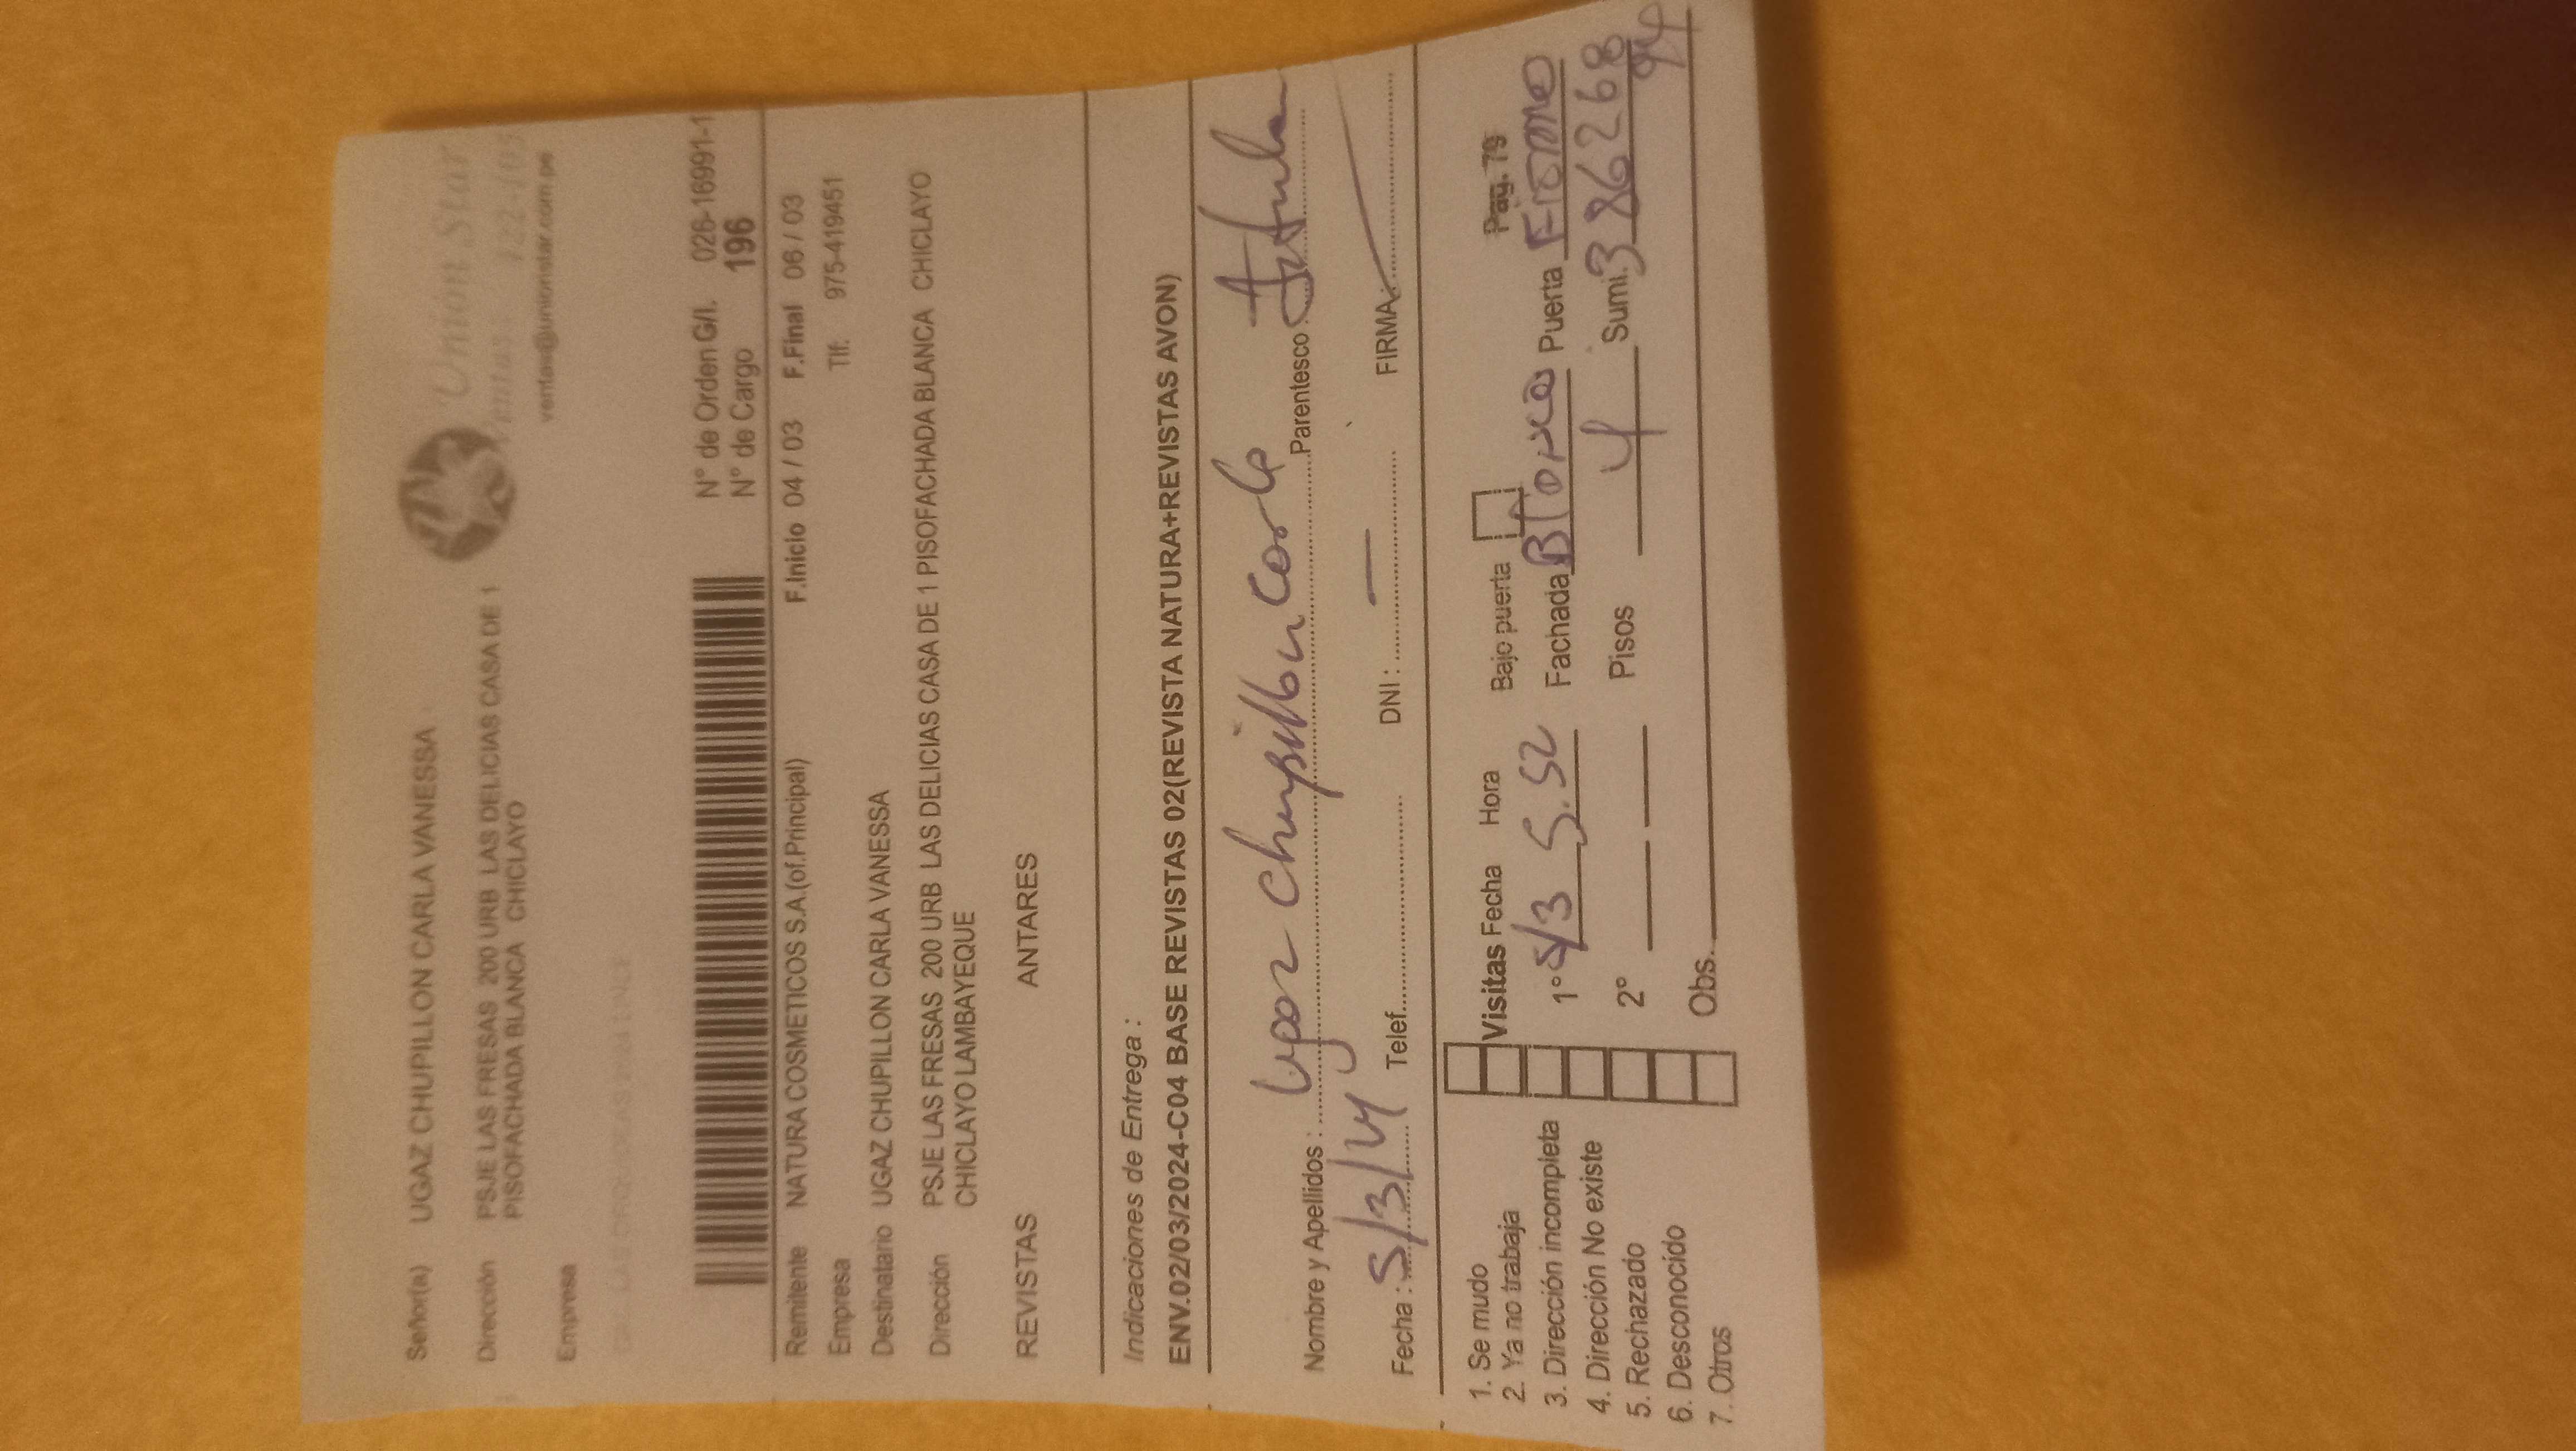 Señor(a) UGAZ CHUPILLON CARLA VANESSA
Unión Star
Dirección PSJE LAS FRESAS 200 URB LAS DELICIAS CASA DE 1
PISOFACHADA BLANCA CHICLAYO
ventas@unionstar.com.pe
Empresa
N° de Orden G/I. 026-16991-1
N° de Cargo 196
Remitente NATURA COSMETICOS S.A.(of.Principal) F.Inicio 04 / 03 F.Final 06 / 03
Empresa Tlf: 975-419451
Destinatario UGAZ CHUPILLON CARLA VANESSA
Dirección PSJE LAS FRESAS 200 URB LAS DELICIAS CASA DE 1 PISOFACHADA BLANCA CHICLAYO
CHICLAYO LAMBAYEQUE
REVISTAS ANTARES
Indicaciones de Entrega :
ENV.02/03/2024-C04 BASE REVISTAS 02(REVISTA NATURA+REVISTAS AVON)
Nombre y Apellidos : Ugaz Chupillon Carla Parentesco :
Fecha : 5/3/24 Telef. DNI : — FIRMA:
1. Se mudo
2. Ya no trabaja Visitas Fecha Hora Bajo puerta Pag. 79
3. Dirección incompleta 1° 5/3 5.52 Fachada Puerta
4. Dirección No existe
5. Rechazado 2° Pisos 4 Sumi. 386268
94
6. Desconocido
7. Otros Obs.